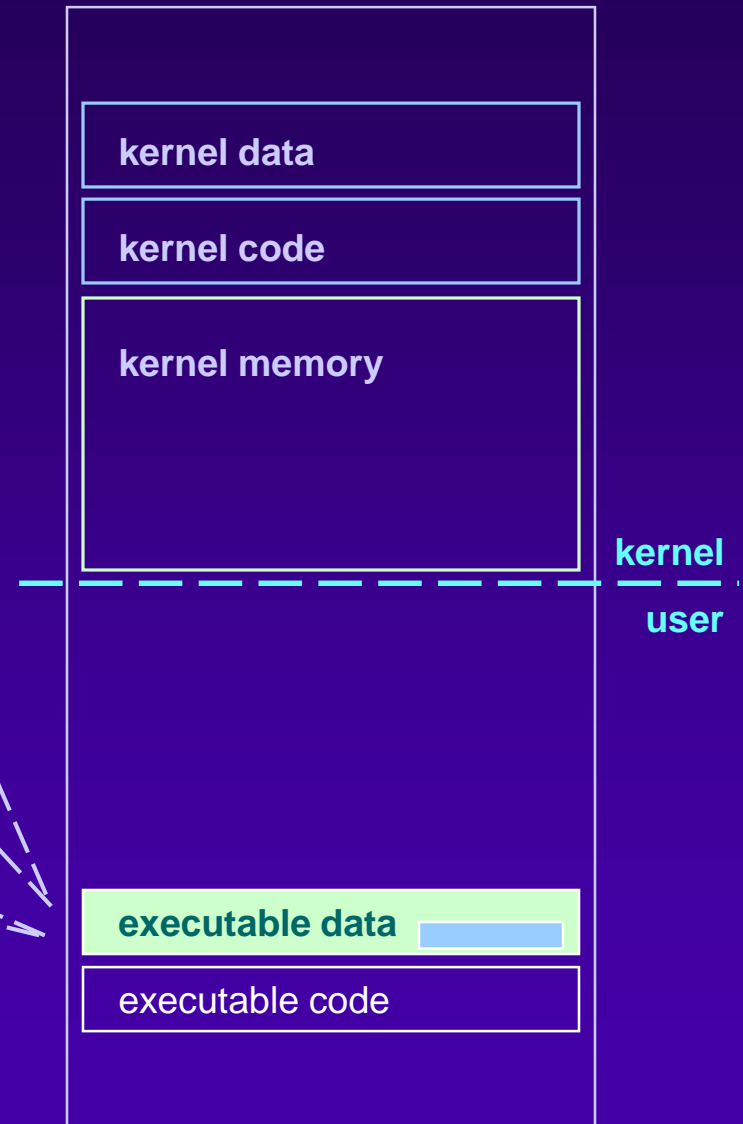 kernel data
kernel code
kernel memory
kernel
user
executable data
executable code